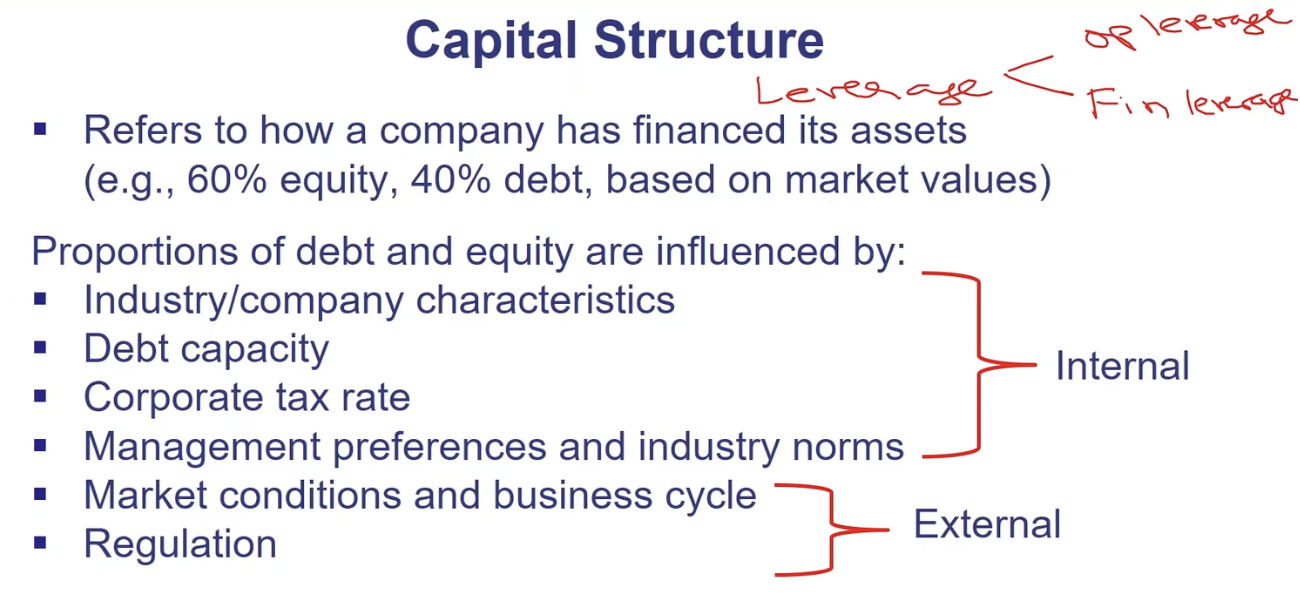 Capital Structure
Leverage
op leverage
Fin leverage
▪ Refers to how a company has financed its assets
(e.g., 60% equity, 40% debt, based on market values)
Proportions of debt and equity are influenced by:
▪ Industry/company characteristics
▪ Debt capacity
▪ Corporate tax rate
▪ Management preferences and industry norms
Internal
▪ Market conditions and business cycle
▪ Regulation
External